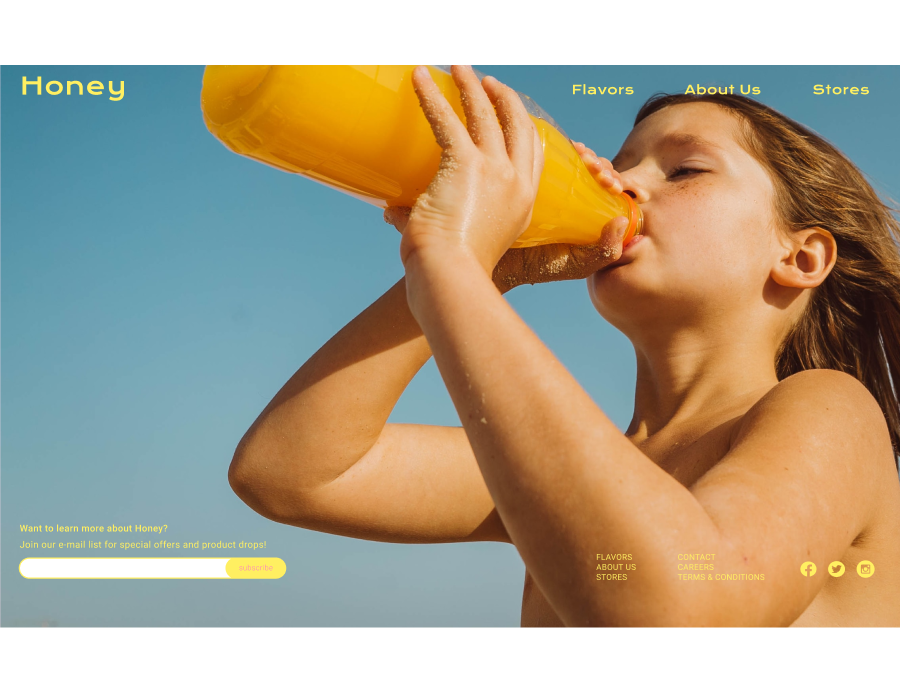 Honey
Flavors
About Us
Stores
Want to learn more about Honey?
Join our e-mail list for special offers and product drops!
subscribe
FLAVORS
ABOUT US
STORES
CONTACT
CAREERS
TERMS & CONDITIONS